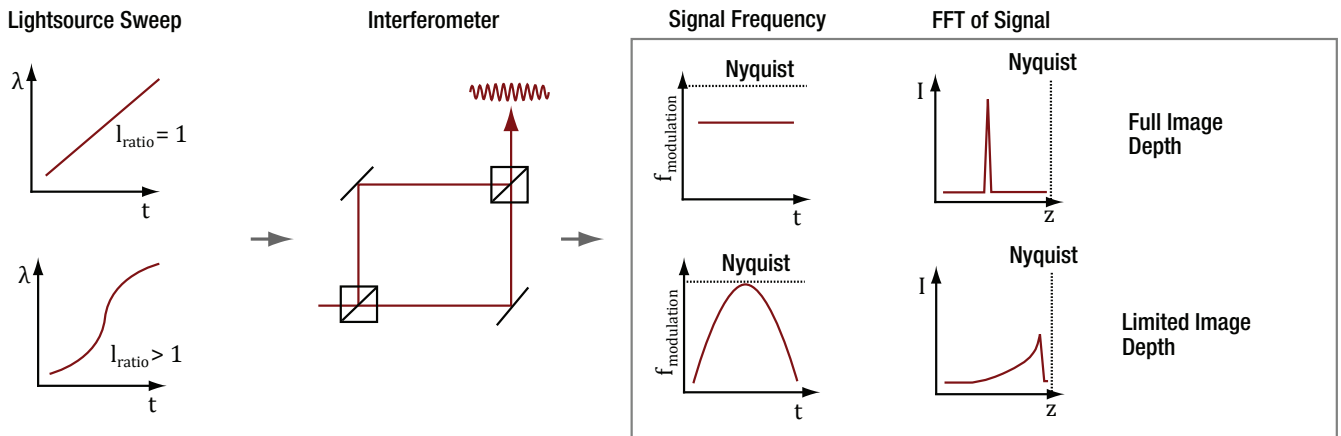 Lightsource Sweep
Interferometer
Signal Frequency
FFT of Signal
λ
l_ratio = 1
t
Nyquist
f_modulation
t
Nyquist
I
z
Full Image
Depth
λ
l_ratio > 1
t
Nyquist
f_modulation
t
Nyquist
I
z
Limited Image
Depth